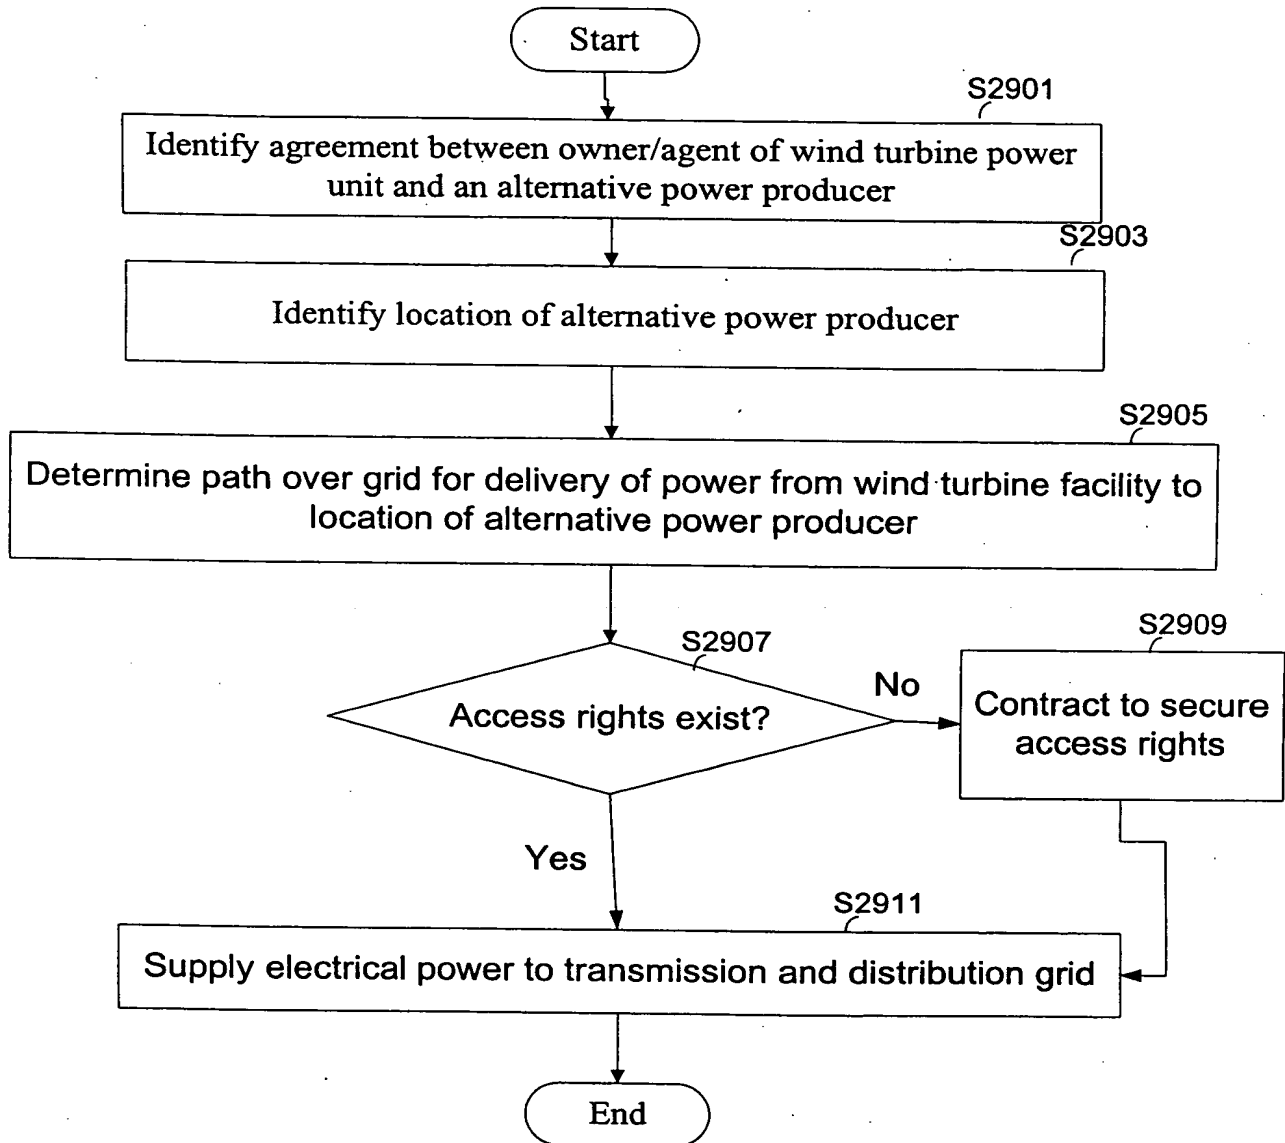 Start
S2901
Identify agreement between owner/agent of wind turbine power
unit and an alternative power producer
S2903
Identify location of alternative power producer
S2905
Determine path over grid for delivery of power from wind turbine facility to
location of alternative power producer
S2907
Access rights exist?
No
S2909
Contract to secure
access rights
Yes
S2911
Supply electrical power to transmission and distribution grid
End